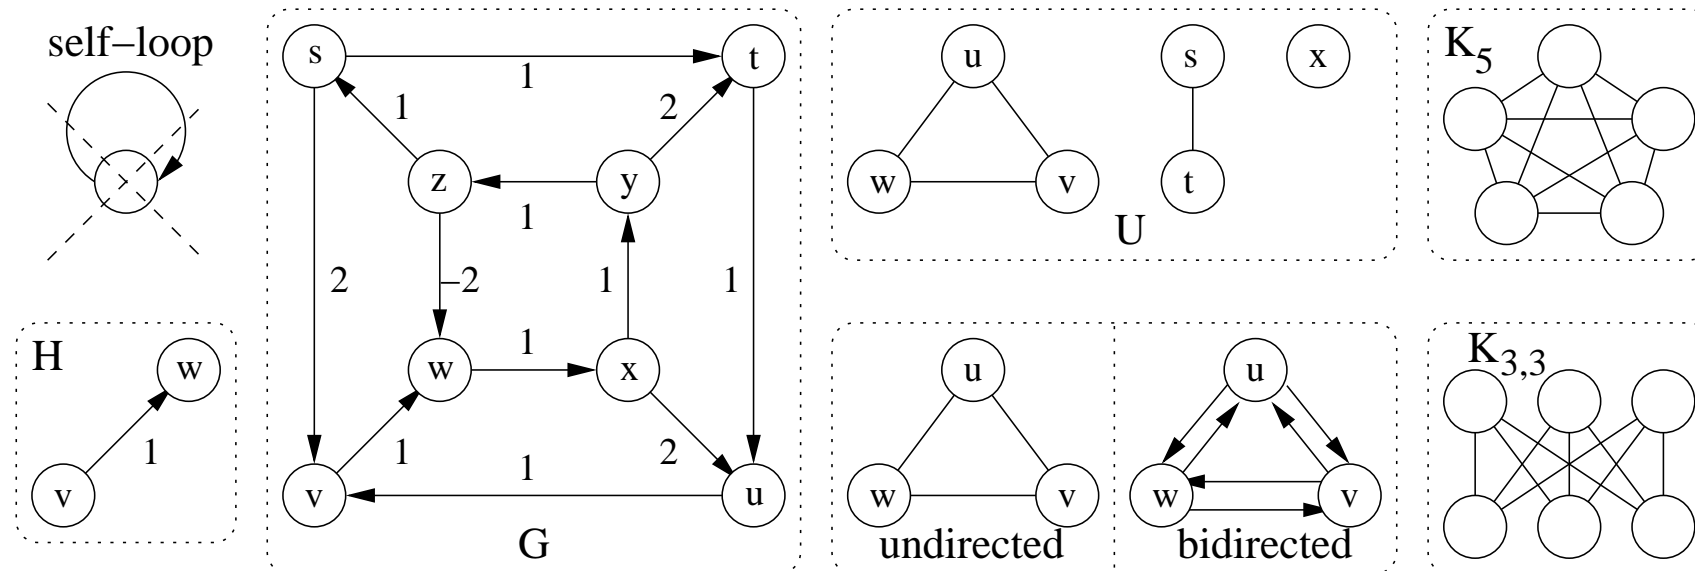 self−loop
H
w
1
v
s
1
t
1
2
z
y
1
2
−2
1
1
w
1
x
1
2
v
1
u
G
u
w
v
s
t
x
U
u
w
v
undirected
u
w
v
bidirected
K5
K3,3